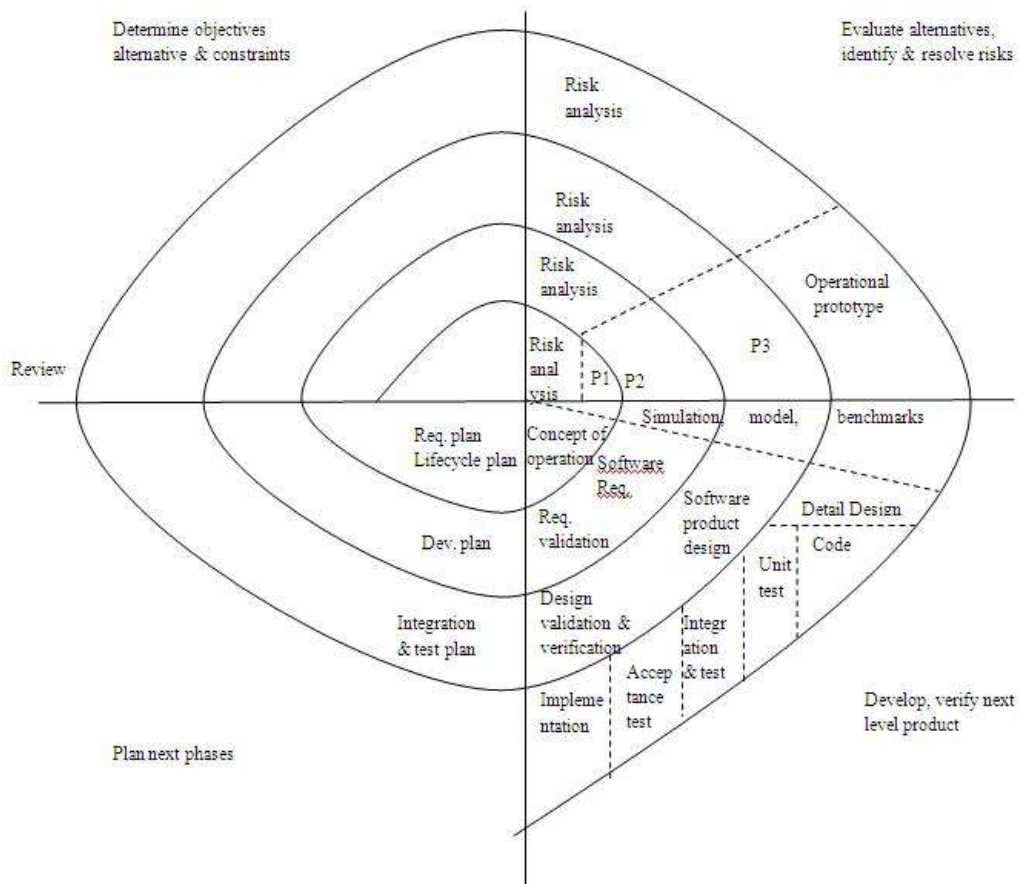 Determine objectives
alternative & constraints
Evaluate alternatives,
identify & resolve risks
Risk
analysis
Risk
analysis
Risk
analysis
Operational
prototype
Risk
anal
ysis
P1
P2
P3
Review
Simulation,
model,
benchmarks
Req. plan
Lifecycle plan
Concept of
operation
Software
Req.
Software
product
design
Detail Design
Code
Unit
test
Dev. plan
Req.
validation
Integration
& test plan
Design
validation &
verification
Integr
ation
& test
Accep
tance
test
Impleme
ntation
Develop, verify next
level product
Plan next phases